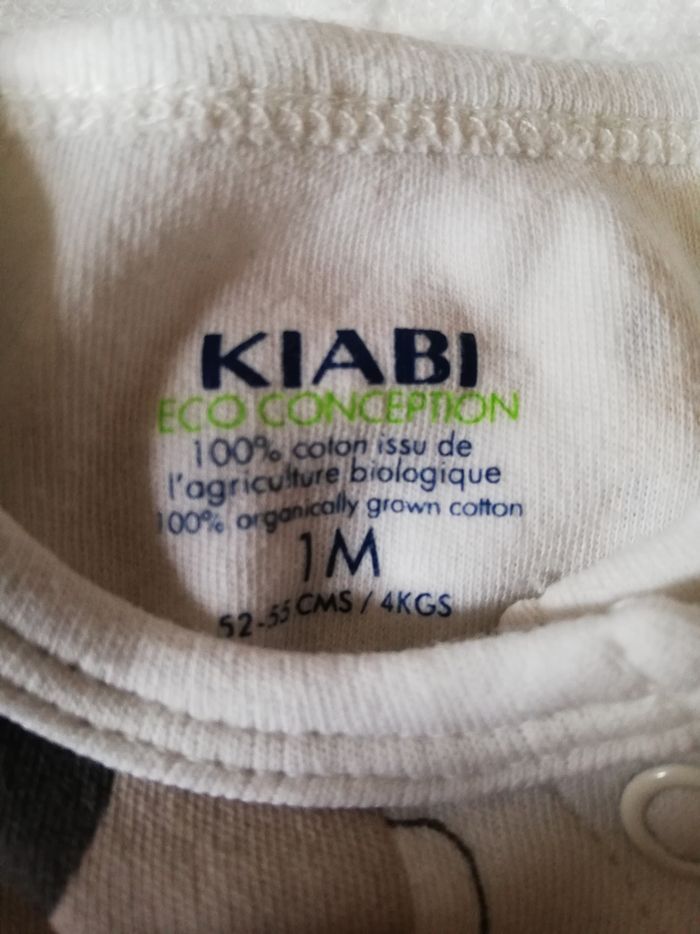 KIABI
ECO CONCEPTION
100% coton issu de
l'agriculture biologique
100% organically grown cotton
1M
52-55 CMS / 4KGS